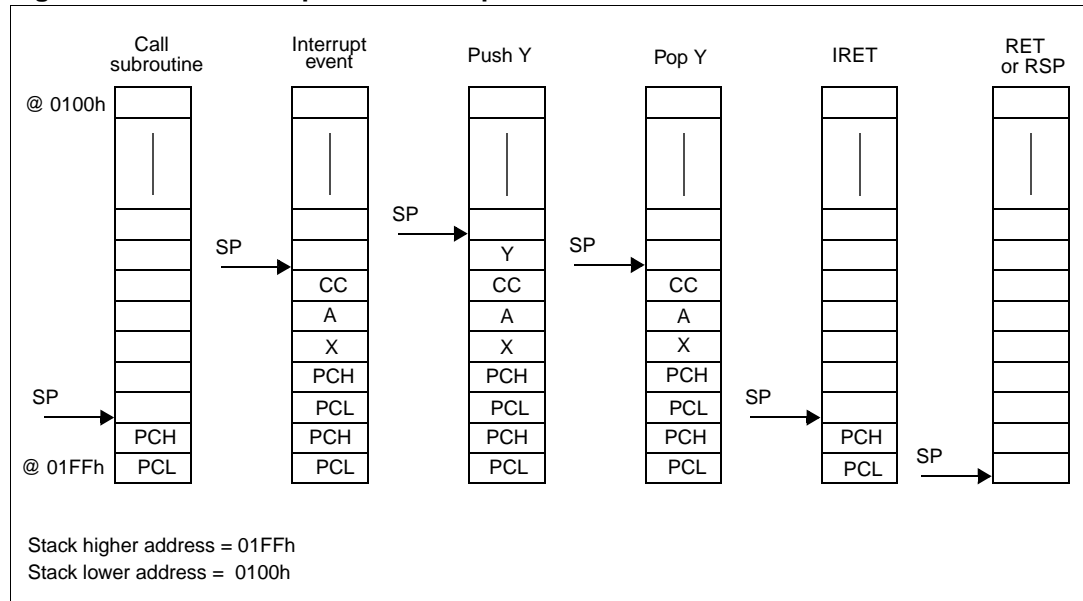 Call
subroutine
Interrupt
event
Push Y
Pop Y
IRET
RET
or RSP
@ 0100h
SP
SP
SP
Y
CC
CC
CC
A
A
A
X
X
X
PCH
PCH
PCH
SP
SP
PCL
PCL
PCL
PCH
PCH
PCH
PCH
PCH
SP
@ 01FFh
PCL
PCL
PCL
PCL
PCL
Stack higher address = 01FFh
Stack lower address = 0100h